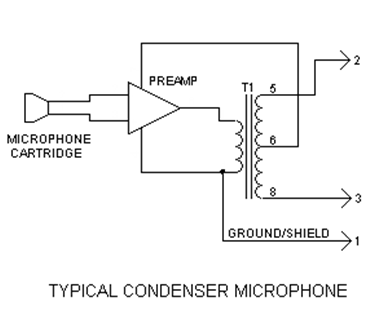 PREAMP
T1
5
2
MICROPHONE
CARTRIDGE
6
8
3
GROUND/SHIELD
1
TYPICAL CONDENSER MICROPHONE